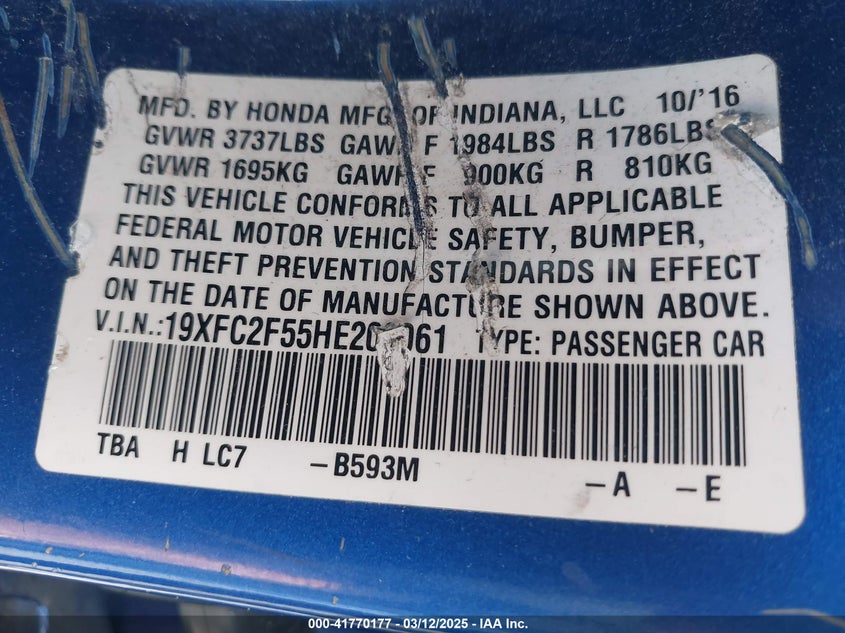 MFD. BY HONDA MFG. OF INDIANA, LLC 10/'16
GVWR 3737LBS GAWR F 1984LBS R 1786LBS
GVWR 1695KG GAWR F 900KG R 810KG
THIS VEHICLE CONFORMS TO ALL APPLICABLE
FEDERAL MOTOR VEHICLE SAFETY, BUMPER,
AND THEFT PREVENTION STANDARDS IN EFFECT
ON THE DATE OF MANUFACTURE SHOWN ABOVE.
V.I.N.: TYPE: PASSENGER CAR
TBA H LC7 -B593M -A -E
000-41770177 - 03/12/2025 - IAA Inc.